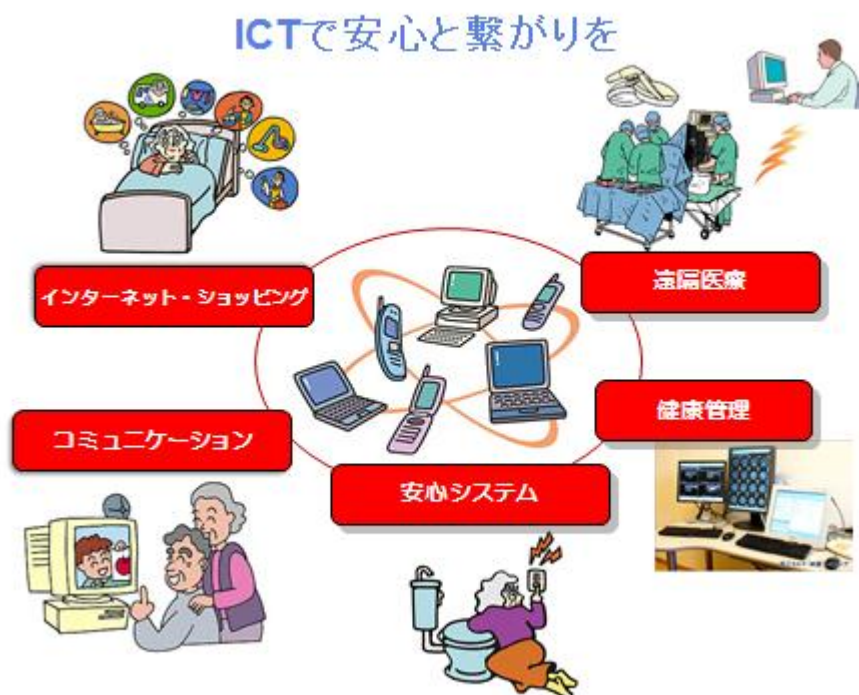 ICTで安心と繋がりを
インターネット・ショッピング
遠隔医療
コミュニケーション
健康管理
安心システム